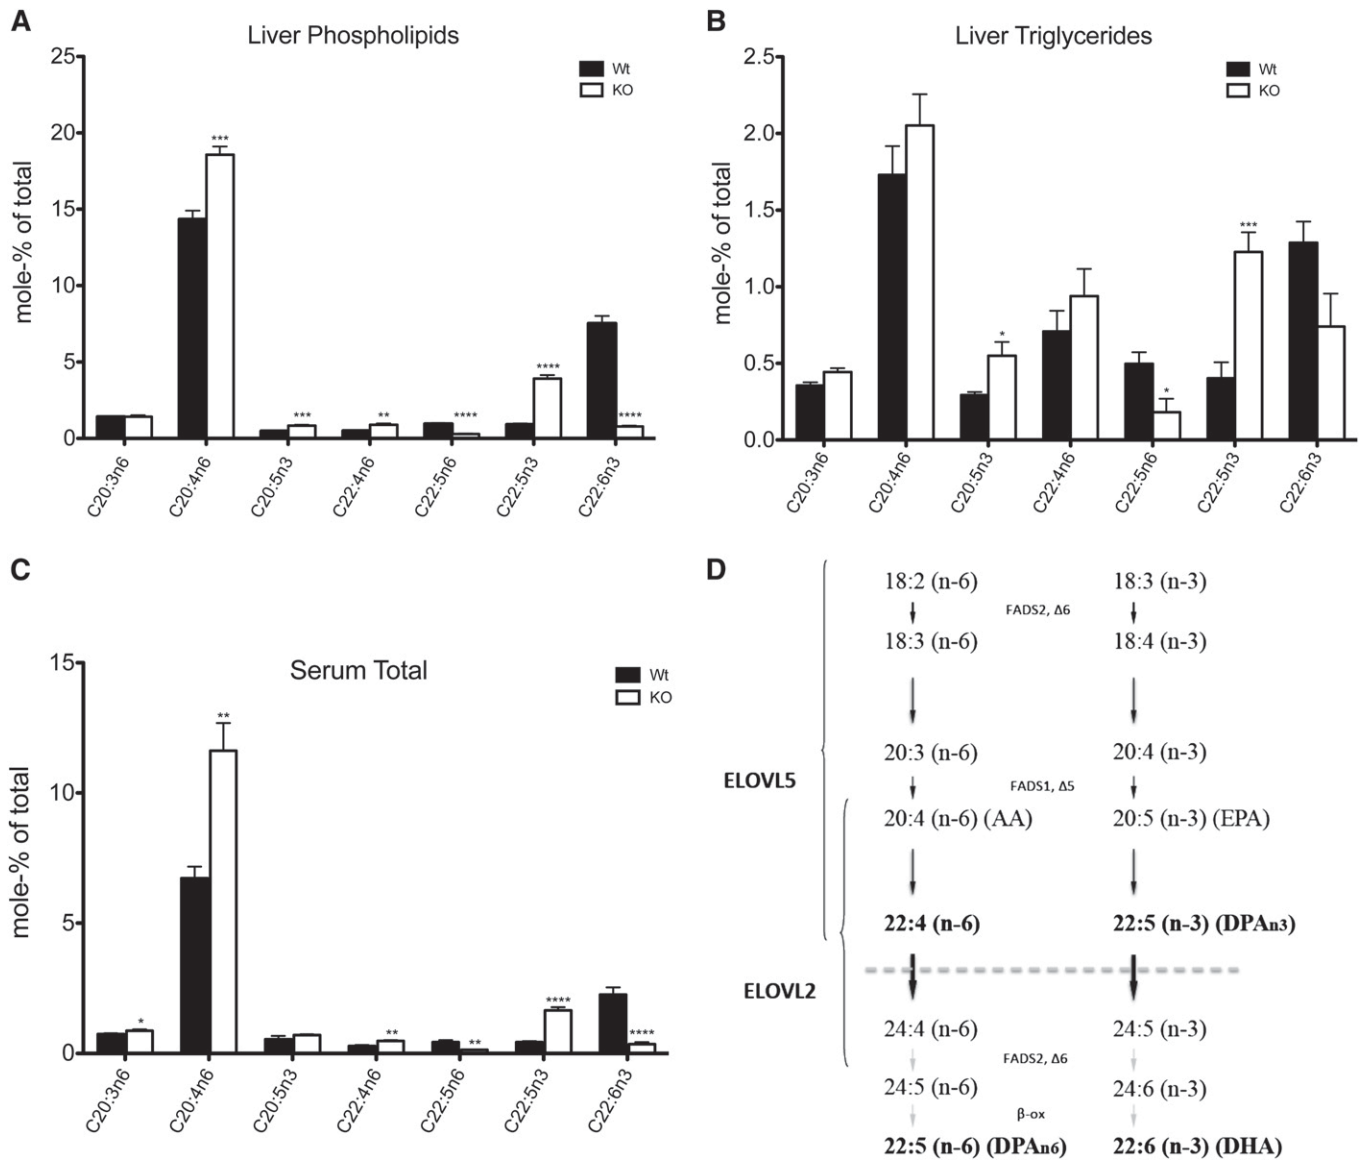 A
Liver Phospholipids
25
20
15
10
5
0
mole-% of total
Wt
KO
***
***
**
****
****
****
C20:3n6
C20:4n6
C20:5n3
C22:4n6
C22:5n6
C22:5n3
C22:6n3
B
Liver Triglycerides
2.5
2.0
1.5
1.0
0.5
0.0
mole-% of total
Wt
KO
*
*
***
C20:3n6
C20:4n6
C20:5n3
C22:4n6
C22:5n6
C22:5n3
C22:6n3
C
Serum Total
15
10
5
0
mole-% of total
Wt
KO
*
**
**
**
****
****
C20:3n6
C20:4n6
C20:5n3
C22:4n6
C22:5n6
C22:5n3
C22:6n3
D
18:2 (n-6) 18:3 (n-3)
FADS2, Δ6
18:3 (n-6) 18:4 (n-3)
20:3 (n-6) 20:4 (n-3)
ELOVL5
FADS1, Δ5
20:4 (n-6) (AA) 20:5 (n-3) (EPA)
22:4 (n-6) 22:5 (n-3) (DPAn3)
ELOVL2
24:4 (n-6) 24:5 (n-3)
FADS2, Δ6
24:5 (n-6) 24:6 (n-3)
β-ox
22:5 (n-6) (DPAn6) 22:6 (n-3) (DHA)